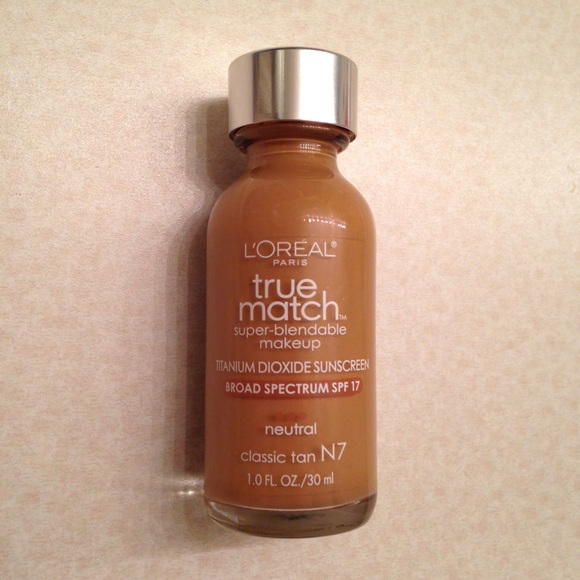 L'ORÉAL®
PARIS
true
match™
super-blendable
makeup
TITANIUM DIOXIDE SUNSCREEN
BROAD SPECTRUM SPF 17
neutral
classic tan N7
1.0 FL. OZ./30 ml